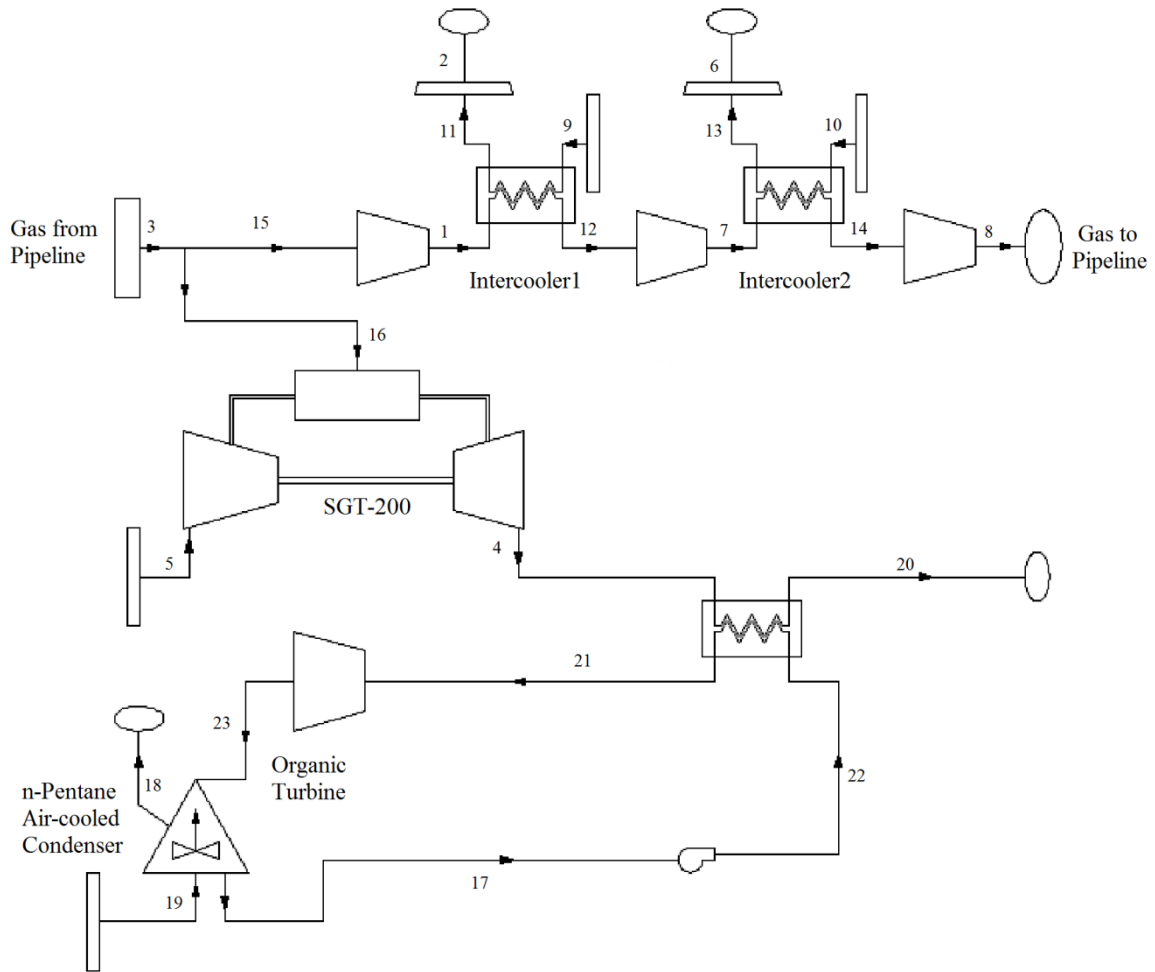 2
6
11
9
13
10
Gas from
Pipeline
3
15
1
12
7
14
8
Gas to
Pipeline
Intercooler1
Intercooler2
16
SGT-200
5
4
20
21
23
Organic
Turbine
18
n-Pentane
Air-cooled
Condenser
22
17
19